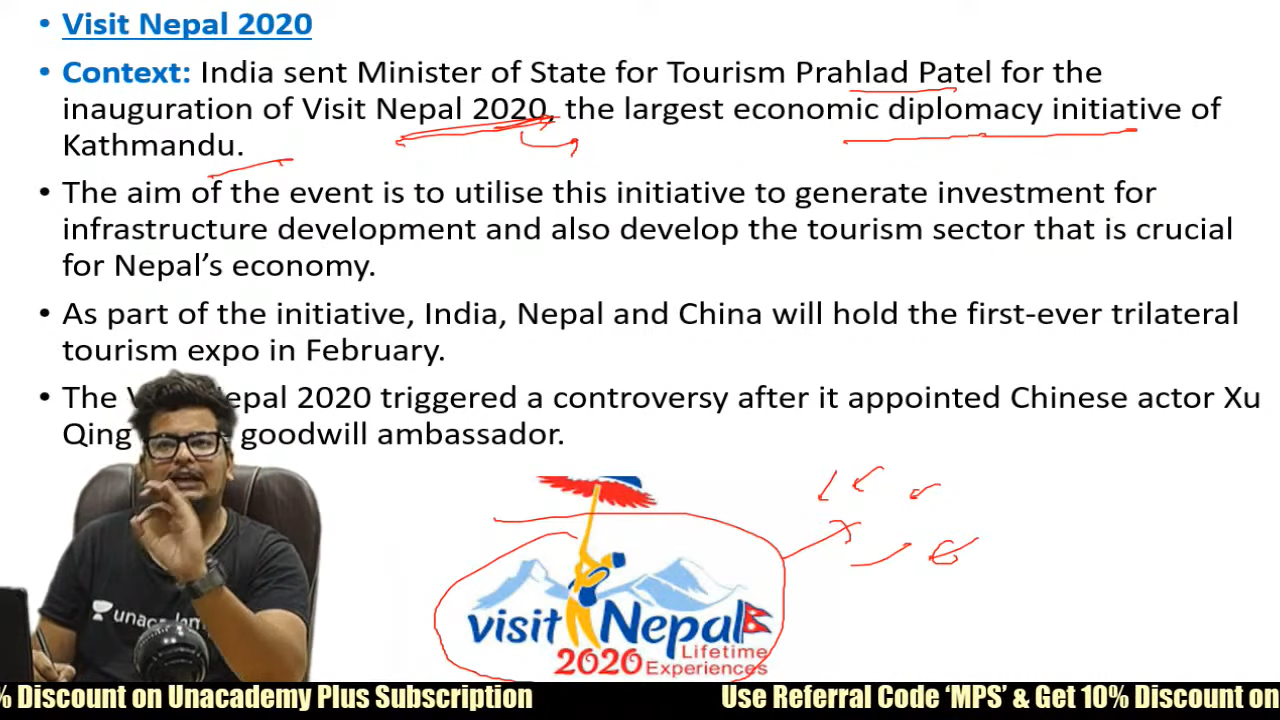 • Visit Nepal 2020
• Context: India sent Minister of State for Tourism Prahlad Patel for the
inauguration of Visit Nepal 2020, the largest economic diplomacy initiative of
Kathmandu.
• The aim of the event is to utilise this initiative to generate investment for
infrastructure development and also develop the tourism sector that is crucial
for Nepal’s economy.
• As part of the initiative, India, Nepal and China will hold the first-ever trilateral
tourism expo in February.
• The Nepal 2020 triggered a controversy after it appointed Chinese actor Xu
Qing goodwill ambassador.
visit Nepal
2020 Lifetime
Experiences
% Discount on Unacademy Plus Subscription Use Referral Code ‘MPS’ & Get 10% Discount on